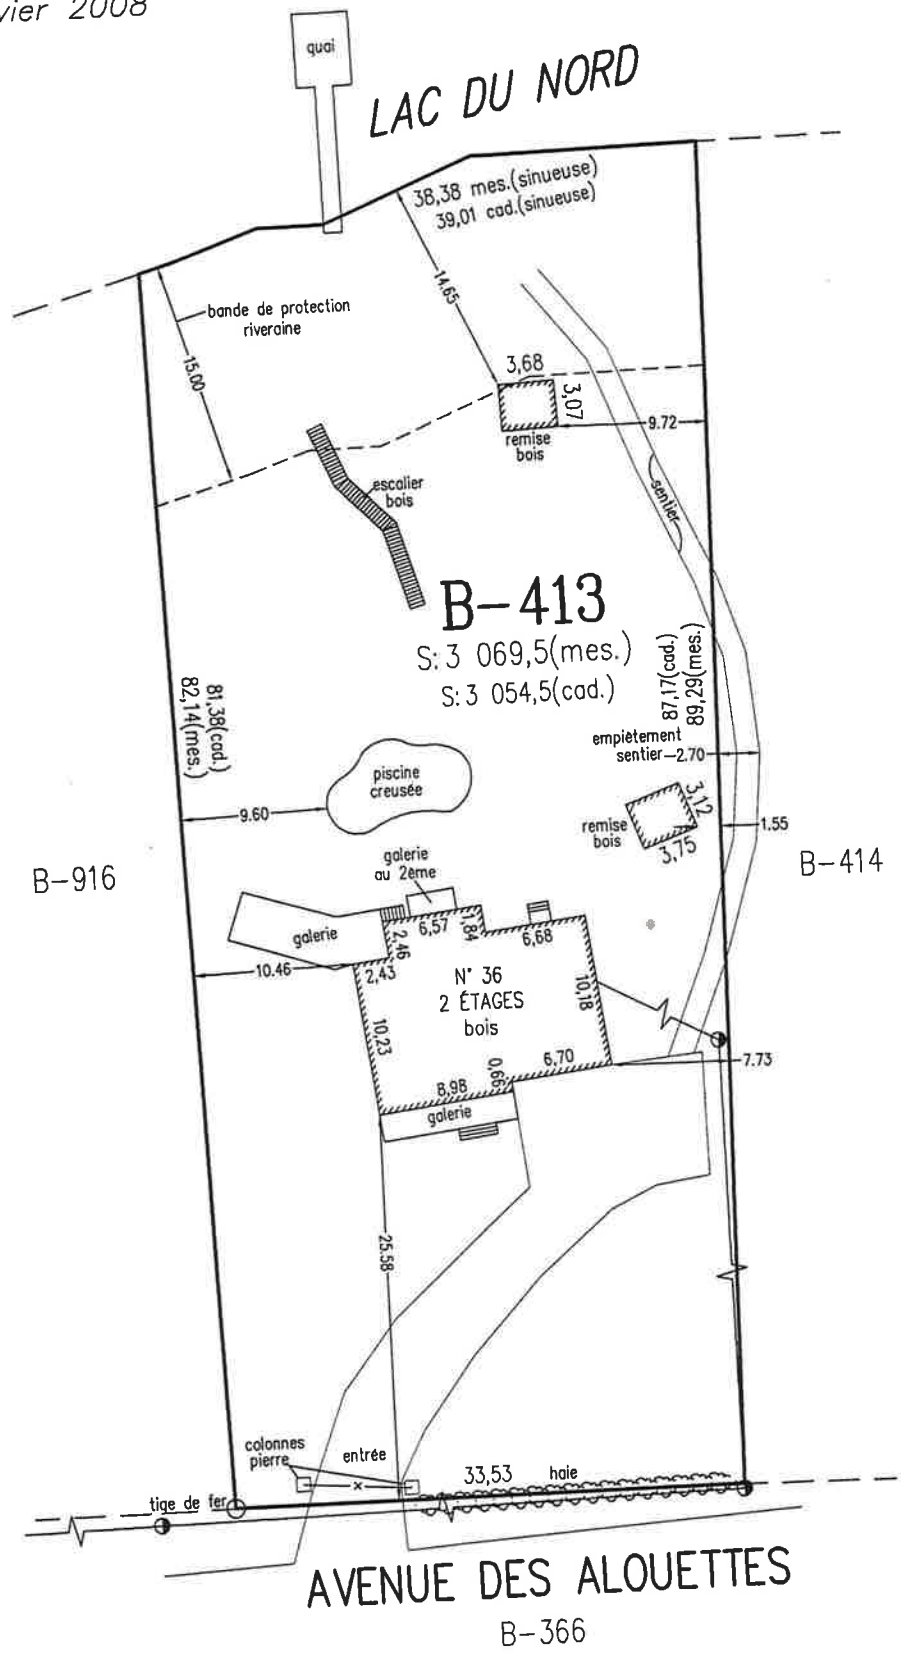 vier 2008
quai
LAC DU NORD
38,38 mes.(sinueuse)
39,01 cad.(sinueuse)
14.65
bande de protection
riveraine
15.00
3,68
3,07
remise
bois
9.72
sentier
escalier
bois
B-413
S: 3 069,5(mes.)
S: 3 054,5(cad.)
87,17(cad.)
89,29(mes.)
81,38(cad.)
82,14(mes.)
empiètement
sentier-2.70
piscine
creusée
9.60
3,12
remise
bois
3,75
1.55
B-916
B-414
galerie
au 2ème
galerie
6,57
1,84
6,68
2,46
2,43
10.46
N° 36
2 ÉTAGES
bois
10,18
10,23
6,70
0,66
8,98
7.73
galerie
25.58
colonnes
pierre
entrée
33,53
haie
tige de fer
AVENUE DES ALOUETTES
B-366